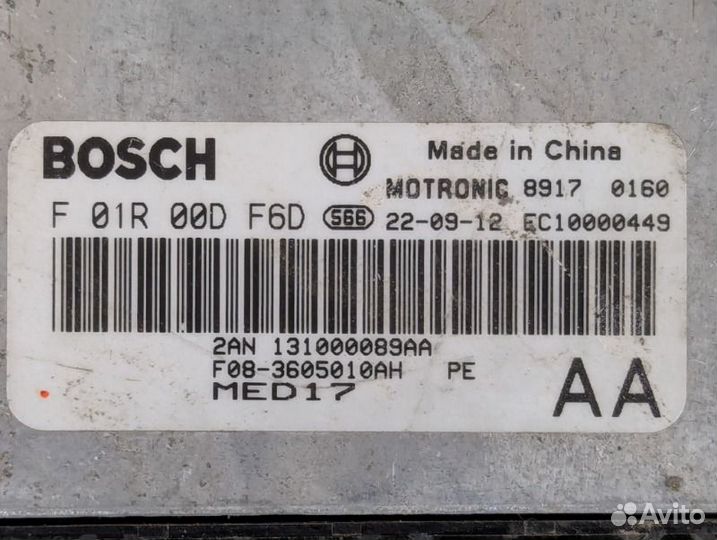 BOSCH
Made in China
MOTRONIC 8917 0160
F 01R 00D F6D S66 22-09-12 EC10000449
2AN 131000089AA
F08-3605010AH PE
MED17
AA
Avito